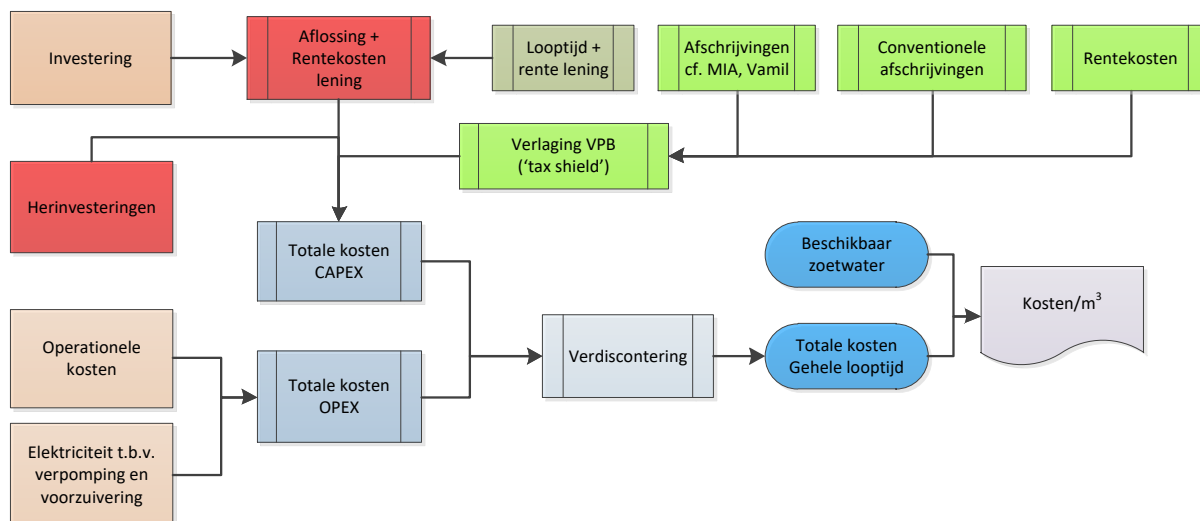 Investering
Aflossing +
Rentekosten
lening
Looptijd +
rente lening
Afschrijvingen
cf. MIA, Vamil
Conventionele
afschrijvingen
Rentekosten
Verlaging VPB
(‘tax shield’)
Herinvesteringen
Totale kosten
CAPEX
Beschikbaar
zoetwater
Kosten/m³
Operationele
kosten
Totale kosten
OPEX
Verdiscontering
Totale kosten
Gehele looptijd
Elektriciteit t.b.v.
verpomping en
voorzuivering